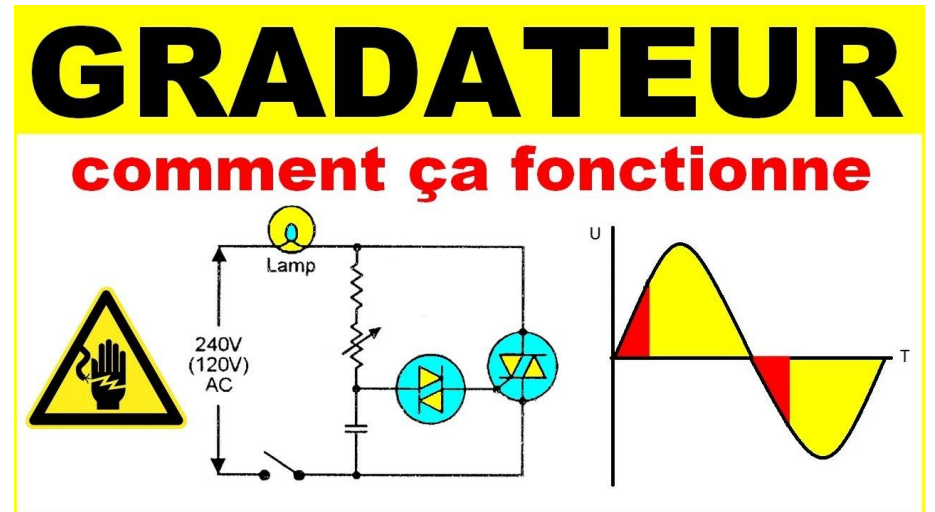 GRADATEUR
comment ça fonctionne
Lamp
240V
(120V)
AC
U
T